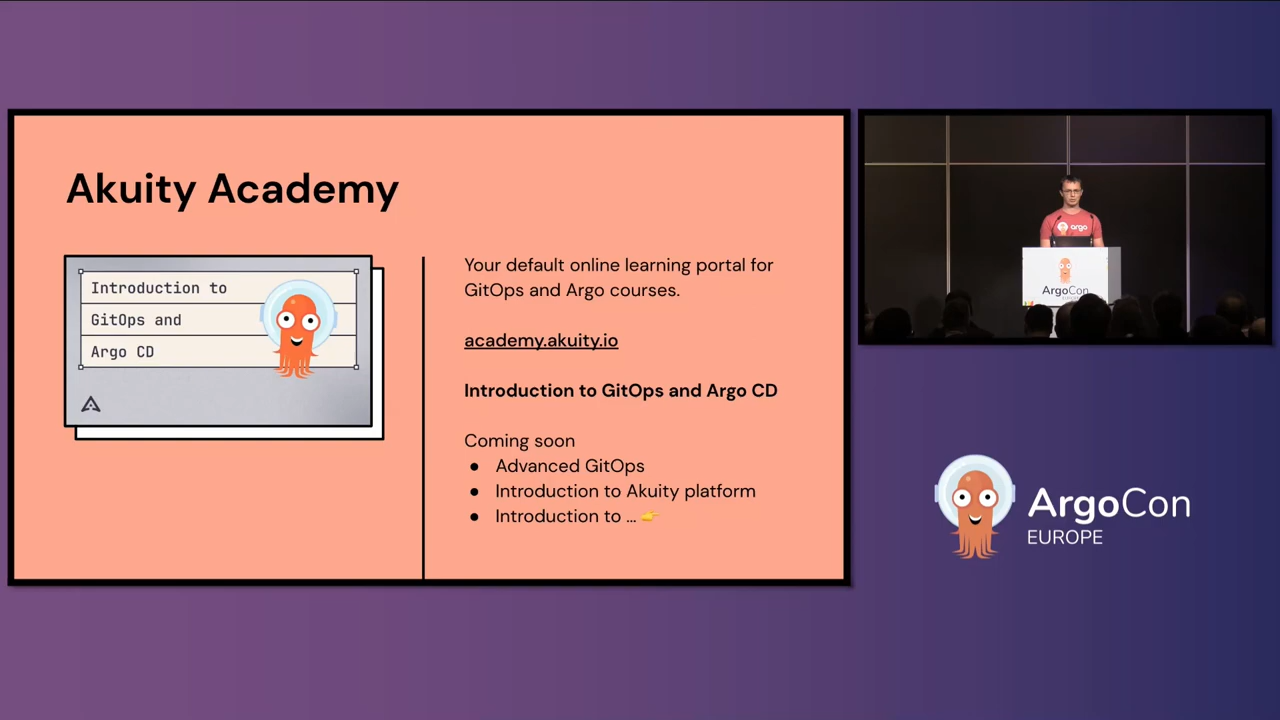 Akuity Academy
Introduction to
GitOps and
Argo CD
Your default online learning portal for
GitOps and Argo courses.
academy.akuity.io
Introduction to GitOps and Argo CD
Coming soon
● Advanced GitOps
● Introduction to Akuity platform
● Introduction to ... 👉
argo
ArgoCon
EUROPE
ArgoCon
EUROPE